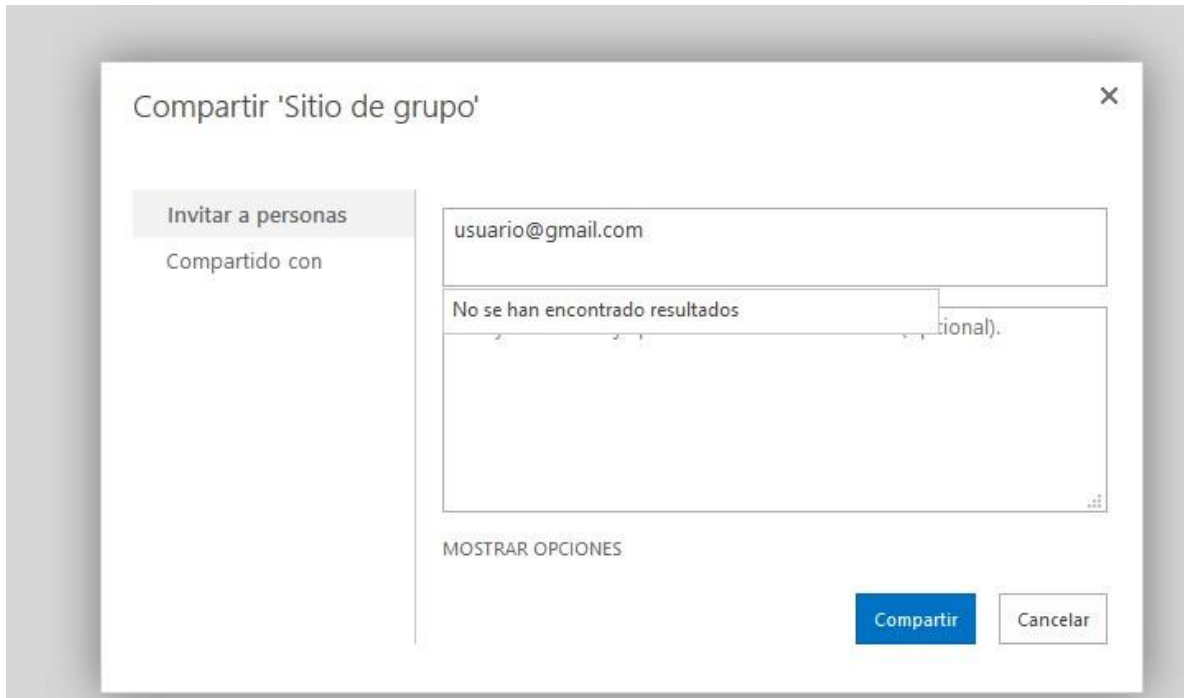 Compartir 'Sitio de grupo'
Invitar a personas
Compartido con
usuario@gmail.com
No se han encontrado resultados
MOSTRAR OPCIONES
Compartir
Cancelar